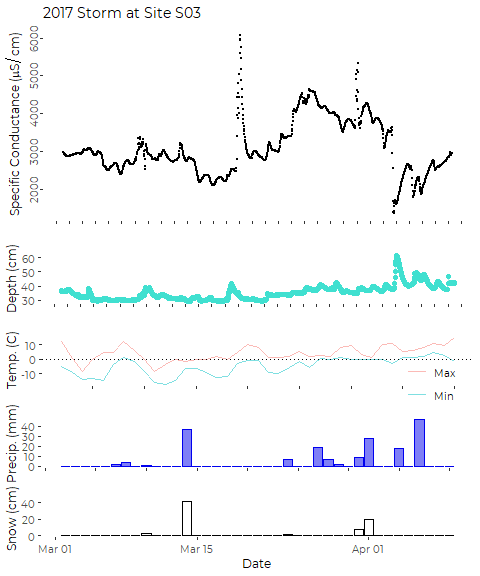 2017 Storm at Site S03
Specific Conductance (µS/cm)
6000
5000
4000
3000
2000
Depth (cm)
60
50
40
30
Temp. (C)
10
0
-10
Max
Min
Precip. (mm)
40
30
20
10
0
Snow (cm)
40
20
0
Mar 01
Mar 15
Apr 01
Date